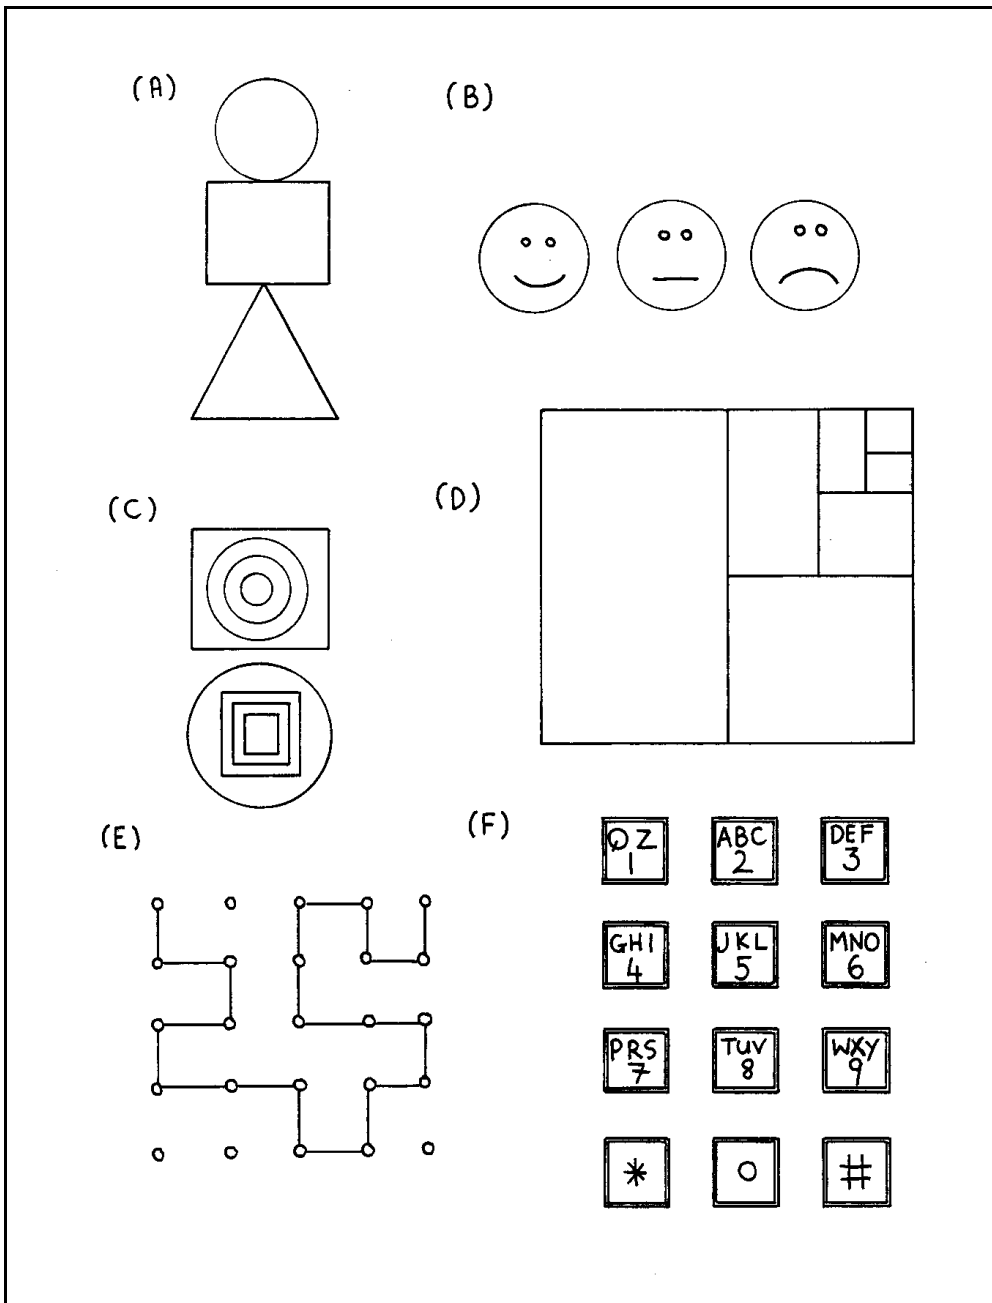 (A)
(B)
(C)
(D)
(E)
(F)
QZ ABC DEF
1 2 3
GHI JKL MNO
4 5 6
PRS TUV WXY
7 8 9
* 0 #